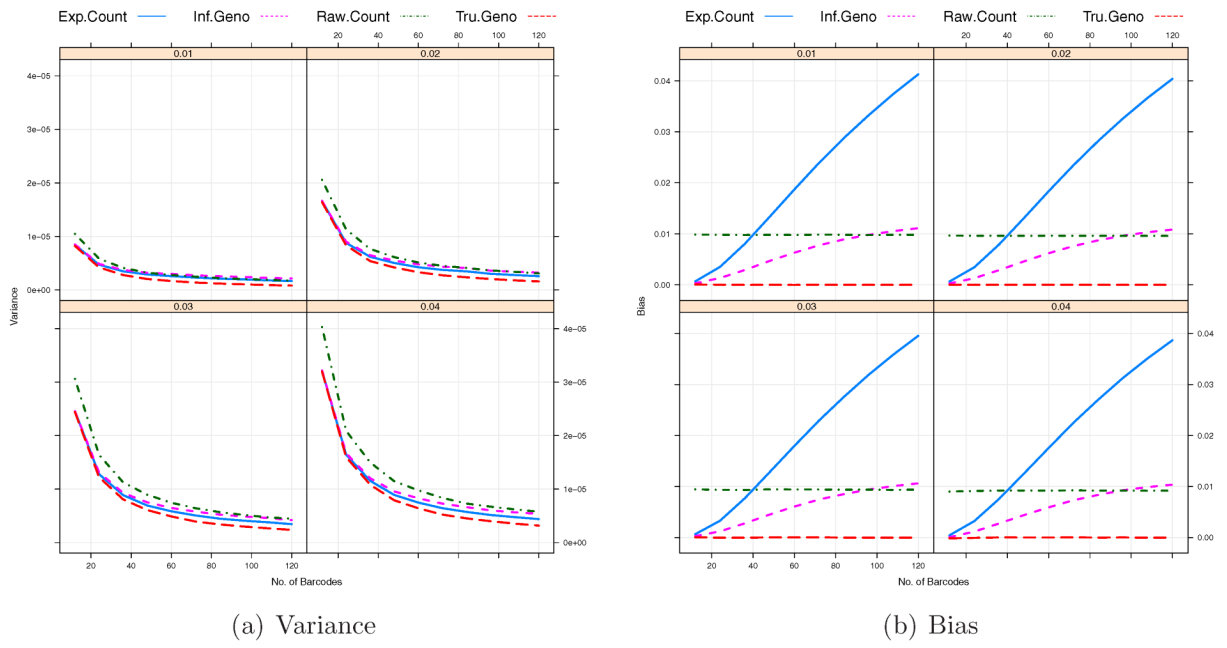 Exp.Count Inf.Geno Raw.Count Tru.Geno
20 40 60 80 100 120
0.01 0.02
4e−05
3e−05
2e−05
1e−05
0e+00
Variance
0.03 0.04
4e−05
3e−05
2e−05
1e−05
0e+00
20 40 60 80 100 120
No. of Barcodes
(a) Variance
Exp.Count Inf.Geno Raw.Count Tru.Geno
20 40 60 80 100 120
0.01 0.02
0.04
0.03
0.02
0.01
0.00
Bias
0.03 0.04
0.04
0.03
0.02
0.01
0.00
20 40 60 80 100 120
No. of Barcodes
(b) Bias